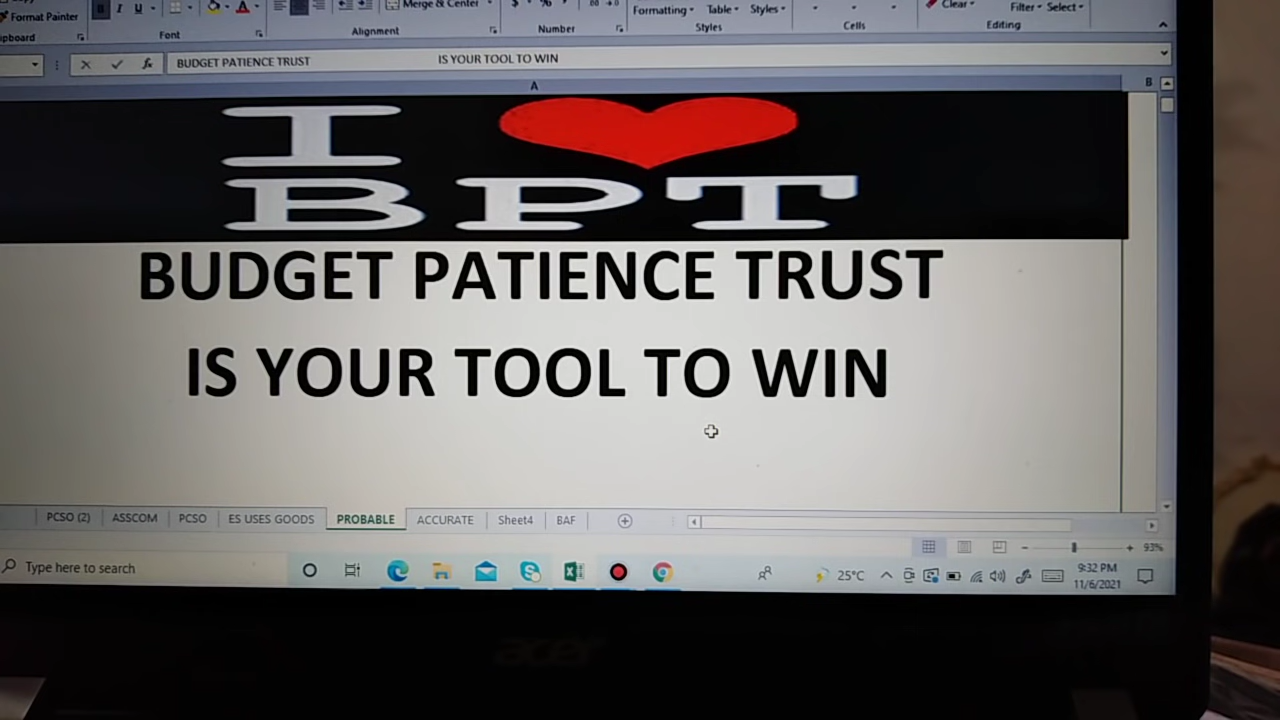 Format Painter
Merge & Center
Formatting Table Styles Clear Filter Select
Font Alignment Number Styles Cells Editing
BUDGET PATIENCE TRUST IS YOUR TOOL TO WIN
A B
I
BPT
BUDGET PATIENCE TRUST
IS YOUR TOOL TO WIN
PCSO (2) ASSCOM PCSO ES USES GOODS PROBABLE ACCURATE Sheet4 BAF
93%
Type here to search 25°C 9:32 PM
11/6/2021
acer